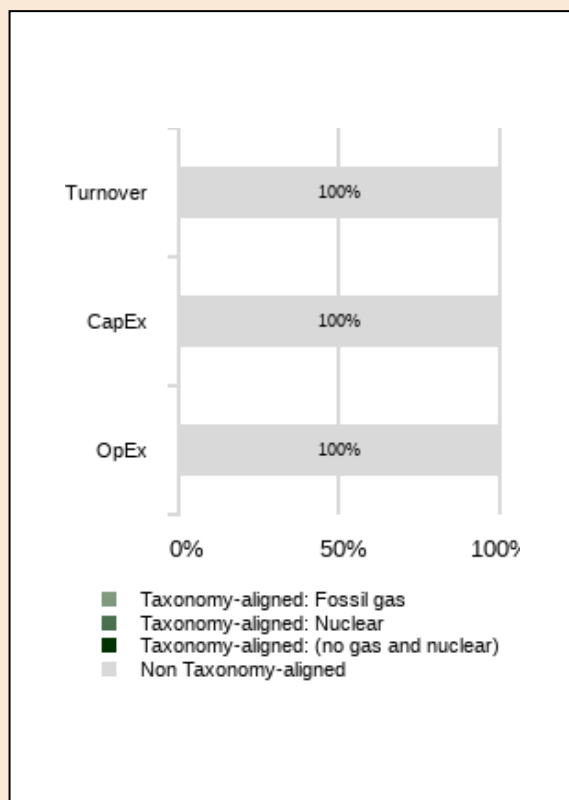 Turnover 100%
CapEx 100%
OpEx 100%
0% 50% 100%
Taxonomy-aligned: Fossil gas
Taxonomy-aligned: Nuclear
Taxonomy-aligned: (no gas and nuclear)
Non Taxonomy-aligned